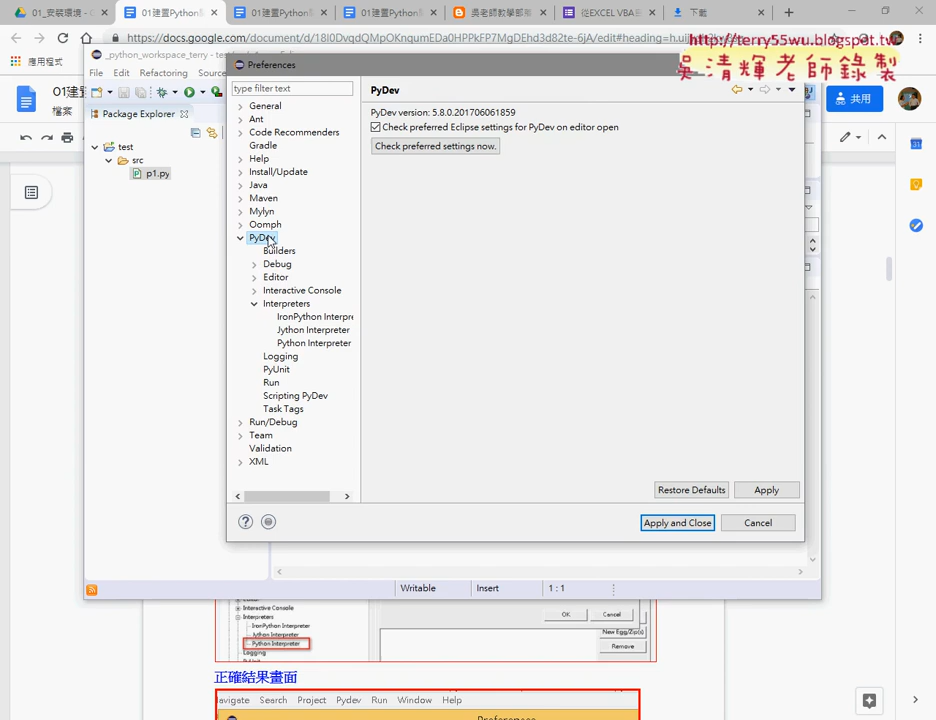 01_安裝環境 -
01建置Python
01建置Python
01建置Python
吳老師教學部
從EXCEL VBA
下載
https://docs.google.com/document/d/18l0DvqdQMpOKnqumEDa0HPPkFP7MgDEhd3d82te-6jA/edit#heading=h.
http://terry55wu.blogspot.tw
吳清輝老師錄製
應用程式
01建置
檔案
共用
_python_workspace_terry - tes
File Edit Refactoring Source
Package Explorer
test
src
p1.py
Preferences
type filter text
General
Ant
Code Recommenders
Gradle
Help
Install/Update
Java
Maven
Mylyn
Oomph
PyDev
Builders
Debug
Editor
Interactive Console
Interpreters
IronPython Interpre
Jython Interpreter
Python Interpreter
Logging
PyUnit
Run
Scripting PyDev
Task Tags
Run/Debug
Team
Validation
XML
PyDev
PyDev version: 5.8.0.201706061859
Check preferred Eclipse settings for PyDev on editor open
Check preferred settings now.
Restore Defaults Apply
Apply and Close Cancel
Writable Insert 1 : 1
Interactive Console
Interpreters
IronPython Interpreter
Jython Interpreter
Python Interpreter
Logging
OK Cancel
New Egg/Zip(s)
Remove
正確結果畫面
avigate Search Project Pydev Run Window Help
Preference